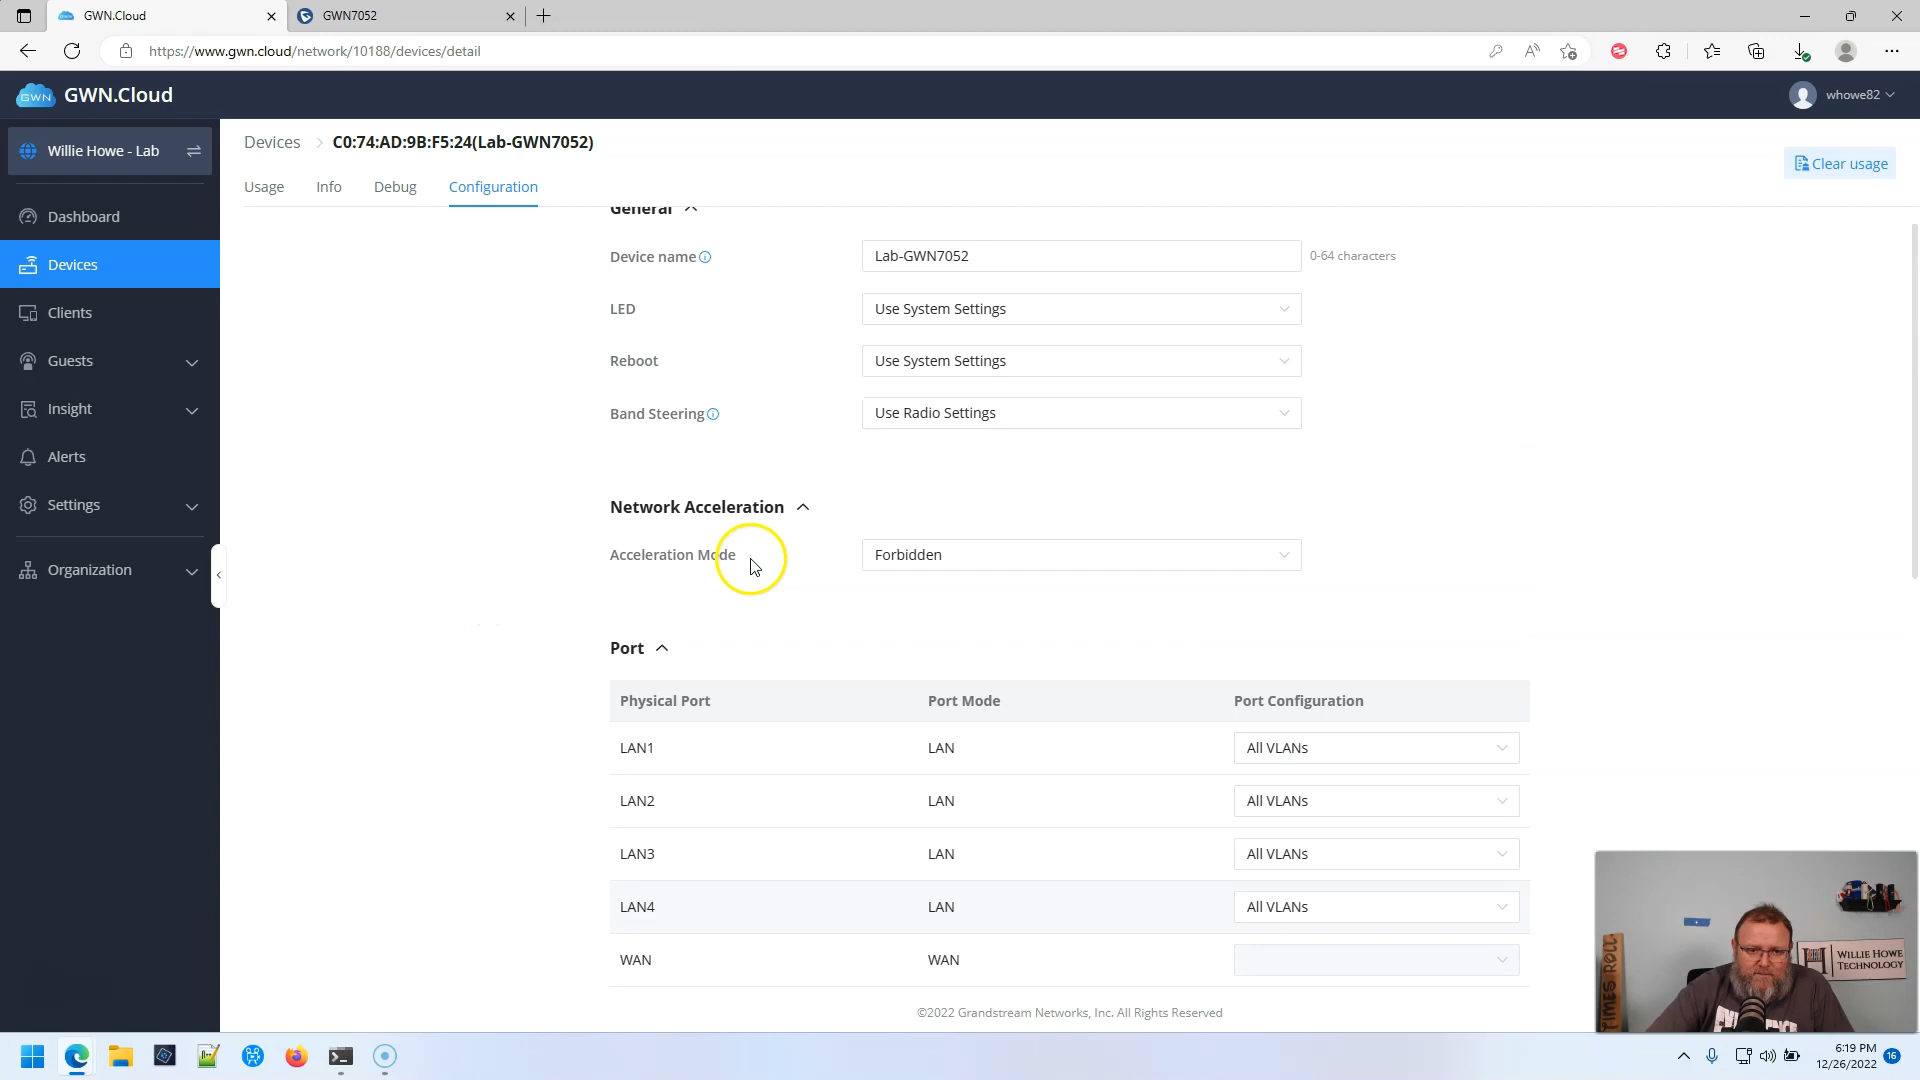 GWN.Cloud
GWN7052
https://www.gwn.cloud/network/10188/devices/detail
GWN GWN.Cloud
whowe82
Willie Howe - Lab
Dashboard
Devices
Clients
Guests
Insight
Alerts
Settings
Organization
Devices > C0:74:AD:9B:F5:24(Lab-GWN7052)
Clear usage
Usage Info Debug Configuration
General
Device name Lab-GWN7052 0-64 characters
LED Use System Settings
Reboot Use System Settings
Band Steering Use Radio Settings
Network Acceleration
Acceleration Mode Forbidden
Port
Physical Port Port Mode Port Configuration
LAN1 LAN All VLANs
LAN2 LAN All VLANs
LAN3 LAN All VLANs
LAN4 LAN All VLANs
WAN WAN
©2022 Grandstream Networks, Inc. All Rights Reserved
WILLIE HOWE
TECHNOLOGY
TIMES ROLL
6:19 PM
12/26/2022
16